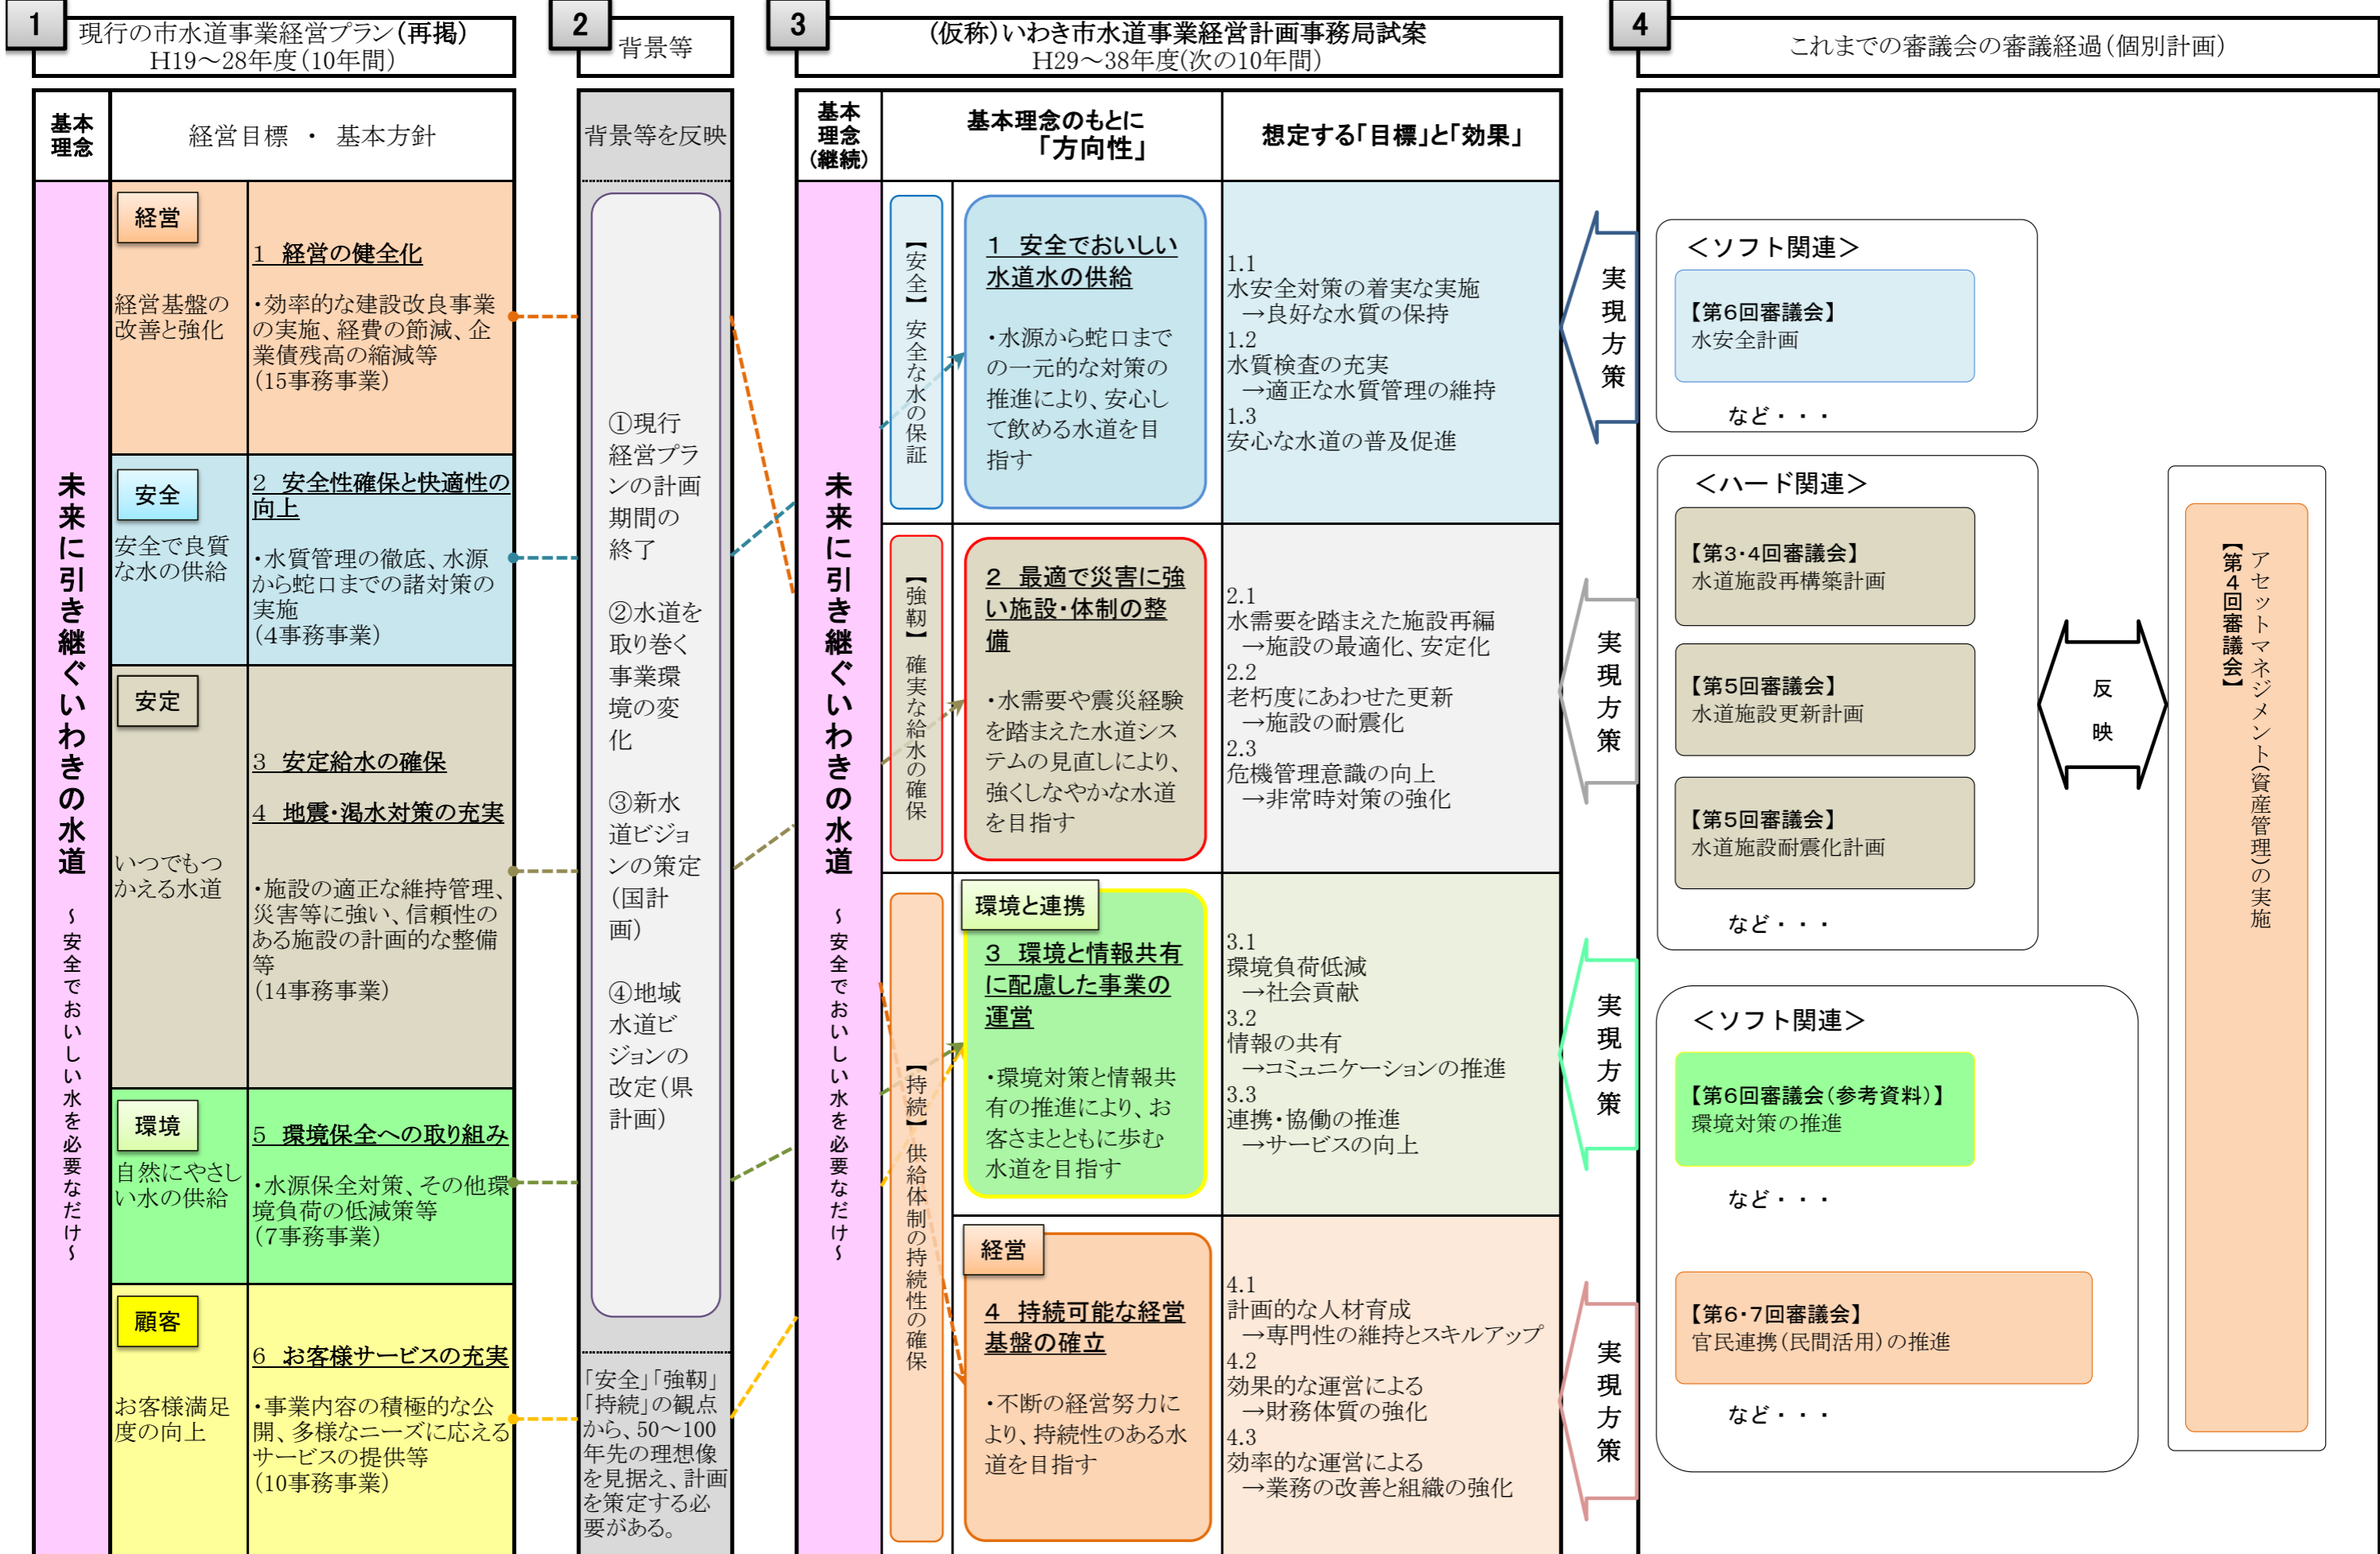 1
現行の市水道事業経営プラン(再掲)
H19～28年度(10年間)
基本
理念
経営目標 ・ 基本方針
未来に引き継ぐいわきの水道 ～安全でおいしい水を必要なだけ～
経営
経営基盤の
改善と強化
1 経営の健全化
・効率的な建設改良事業
の実施、経費の節減、企
業債残高の縮減等
(15事務事業)
安全
安全で良質
な水の供給
2 安全性確保と快適性の
向上
・水質管理の徹底、水源
から蛇口までの諸対策の
実施
(4事務事業)
安定
いつでもつ
かえる水道
3 安定給水の確保
4 地震・渇水対策の充実
・施設の適正な維持管理、
災害等に強い、信頼性の
ある施設の計画的な整備
等
(14事務事業)
環境
自然にやさし
い水の供給
5 環境保全への取り組み
・水源保全対策、その他環
境負荷の低減策等
(7事務事業)
顧客
お客様満足
度の向上
6 お客様サービスの充実
・事業内容の積極的な公
開、多様なニーズに応える
サービスの提供等
(10事務事業)
2
背景等
背景等を反映
①現行
経営プラ
ンの計画
期間の
終了
②水道を
取り巻く
事業環
境の変
化
③新水
道ビジョ
ンの策定
(国計
画)
④地域
水道ビ
ジョンの
改定(県
計画)
「安全」「強靭」
「持続」の観点
から、50～100
年先の理想像
を見据え、計画
を策定する必
要がある。
3
(仮称)いわき市水道事業経営計画事務局試案
H29～38年度(次の10年間)
基本
理念
(継続)
基本理念のもとに
「方向性」
想定する「目標」と「効果」
未来に引き継ぐいわきの水道 ～安全でおいしい水を必要なだけ～
【安全】 安全な水の保証
1 安全でおいしい
水道水の供給
・水源から蛇口まで
の一元的な対策の
推進により、安心し
て飲める水道を目
指す
1.1
水安全対策の着実な実施
→良好な水質の保持
1.2
水質検査の充実
→適正な水質管理の維持
1.3
安心な水道の普及促進
【強靭】 確実な給水の確保
2 最適で災害に強
い施設・体制の整
備
・水需要や震災経験
を踏まえた水道シス
テムの見直しにより、
強くしなやかな水道
を目指す
2.1
水需要を踏まえた施設再編
→施設の最適化、安定化
2.2
老朽度にあわせた更新
→施設の耐震化
2.3
危機管理意識の向上
→非常時対策の強化
【持続】 供給体制の持続性の確保
環境と連携
3 環境と情報共有
に配慮した事業の
運営
・環境対策と情報共
有の推進により、お
客さまとともに歩む
水道を目指す
3.1
環境負荷低減
→社会貢献
3.2
情報の共有
→コミュニケーションの推進
3.3
連携・協働の推進
→サービスの向上
経営
4 持続可能な経営
基盤の確立
・不断の経営努力に
より、持続性のある水
道を目指す
4.1
計画的な人材育成
→専門性の維持とスキルアップ
4.2
効果的な運営による
→財務体質の強化
4.3
効率的な運営による
→業務の改善と組織の強化
実現方策
実現方策
実現方策
実現方策
4
これまでの審議会の審議経過(個別計画)
＜ソフト関連＞
【第6回審議会】
水安全計画
など・・・
＜ハード関連＞
【第3・4回審議会】
水道施設再構築計画
【第5回審議会】
水道施設更新計画
【第5回審議会】
水道施設耐震化計画
など・・・
反映
【第4回審議会】
アセットマネジメント(資産管理)の実施
＜ソフト関連＞
【第6回審議会(参考資料)】
環境対策の推進
など・・・
【第6・7回審議会】
官民連携(民間活用)の推進
など・・・